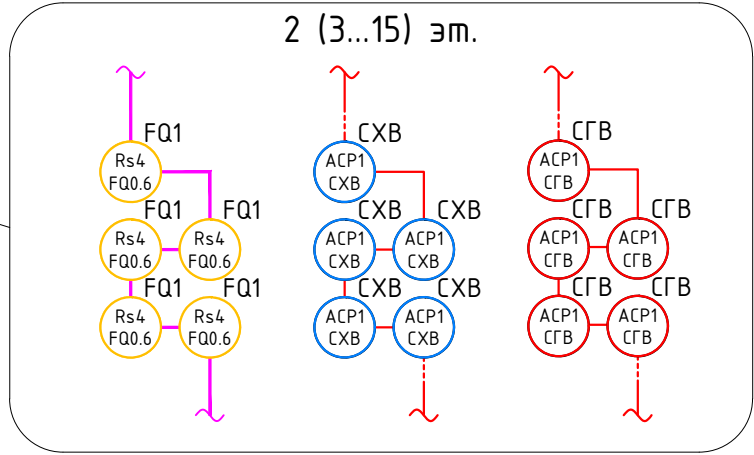 2 (3...15) эт.
FQ1 СХВ СГВ
Rs4 АСР1 АСР1
FQ0.6 СХВ СГВ
FQ1 FQ1 СХВ СХВ СГВ СГВ
Rs4 Rs4 АСР1 АСР1 АСР1 АСР1
FQ0.6 FQ0.6 СХВ СХВ СГВ СГВ
FQ1 FQ1 СХВ СХВ СГВ СГВ
Rs4 Rs4 АСР1 АСР1 АСР1 АСР1
FQ0.6 FQ0.6 СХВ СХВ СГВ СГВ